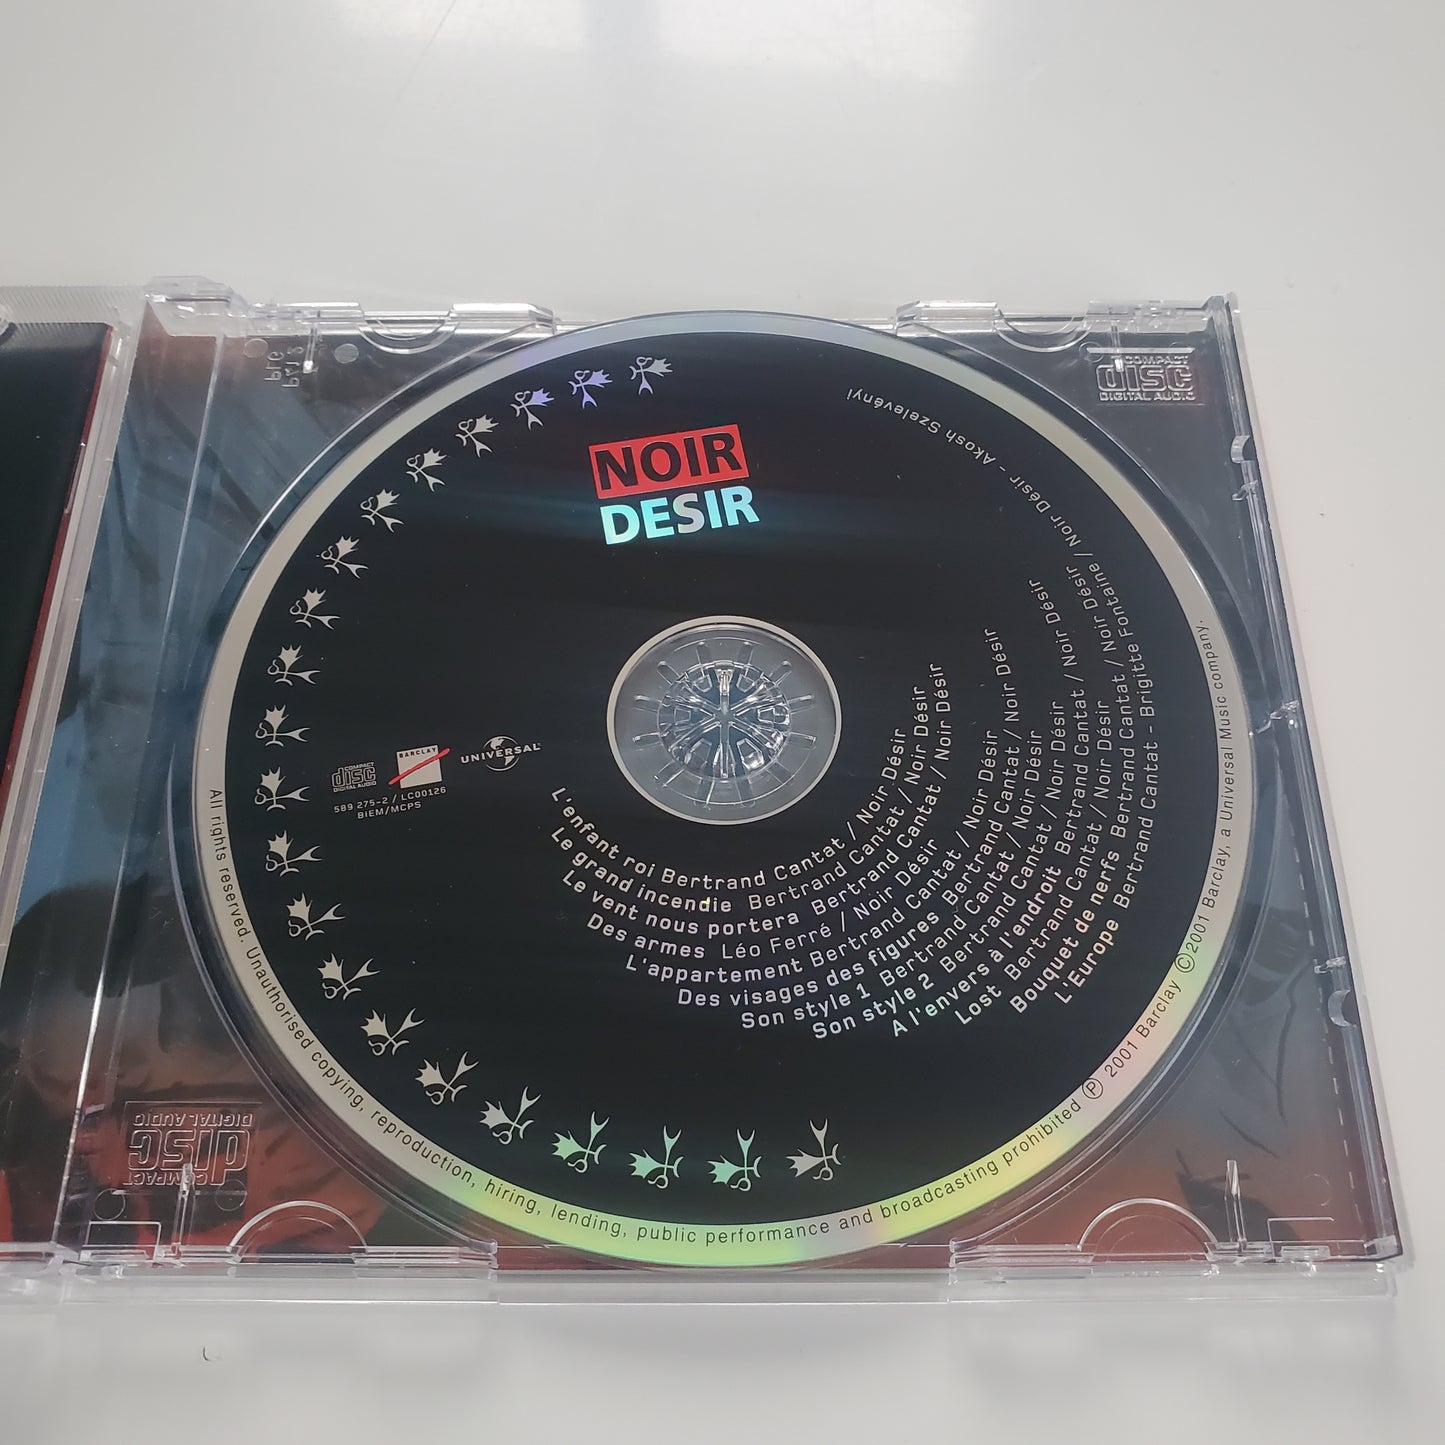 NOIR
DESIR
L'enfant roi Bertrand Cantat / Noir Désir
Le grand incendie Bertrand Cantat / Noir Désir
Le vent nous portera Bertrand Cantat / Noir Désir
Des armes Léo Ferré / Noir Désir
L'appartement Bertrand Cantat / Noir Désir
Des visages des figures Bertrand Cantat / Noir Désir
Son style 1 Bertrand Cantat / Noir Désir
Son style 2 Bertrand Cantat / Noir Désir
A l'envers à l'endroit Bertrand Cantat / Noir Désir
Lost Bertrand Cantat / Noir Désir
Bouquet de nerfs Bertrand Cantat / Noir Désir
L'Europe Bertrand Cantat - Brigitte Fontaine / Noir Désir - Akosh Szelevényi
COMPACT
disc
DIGITAL AUDIO
BARCLAY
UNIVERSAL
589 275-2 / LC00126
BIEM/MCPS
All rights reserved. Unauthorised copying, reproduction, hiring, lending, public performance and broadcasting prohibited ℗ 2001 Barclay © 2001 Barclay, a Universal Music company.
COMPACT
disc
DIGITAL AUDIO
COMPACT
disc
DIGITAL AUDIO